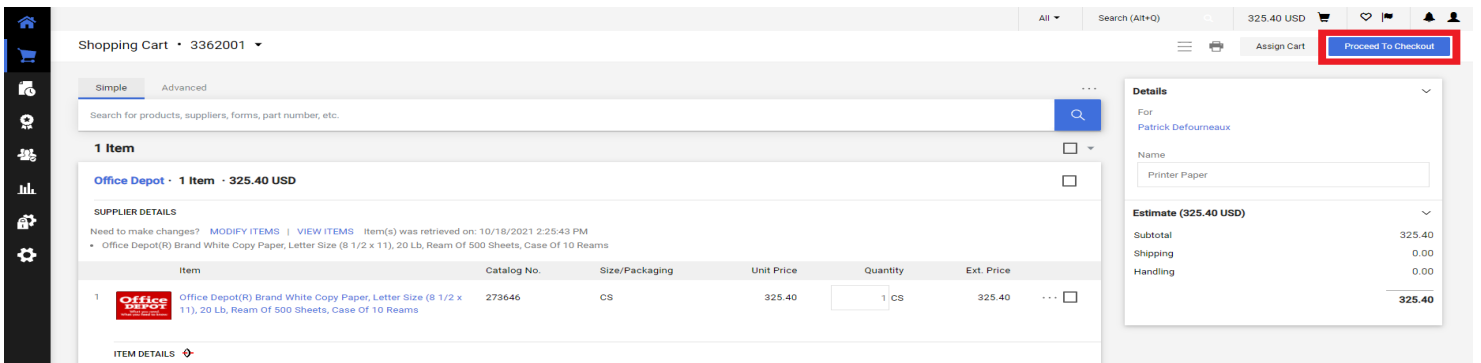 All
Search (Alt+Q)
325.40 USD
Shopping Cart • 3362001
Assign Cart
Proceed To Checkout
Simple
Advanced
...
Search for products, suppliers, forms, part number, etc.
1 Item
Office Depot · 1 Item · 325.40 USD
SUPPLIER DETAILS
Need to make changes? MODIFY ITEMS | VIEW ITEMS Item(s) was retrieved on: 10/18/2021 2:25:43 PM
• Office Depot(R) Brand White Copy Paper, Letter Size (8 1/2 x 11), 20 Lb, Ream Of 500 Sheets, Case Of 10 Reams
Item Catalog No. Size/Packaging Unit Price Quantity Ext. Price
1 Office DEPOT Office Depot(R) Brand White Copy Paper, Letter Size (8 1/2 x 273646 CS 325.40 1 CS 325.40 ...
11), 20 Lb, Ream Of 500 Sheets, Case Of 10 Reams
ITEM DETAILS
Details
For
Patrick Defourneaux
Name
Printer Paper
Estimate (325.40 USD)
Subtotal 325.40
Shipping 0.00
Handling 0.00
325.40